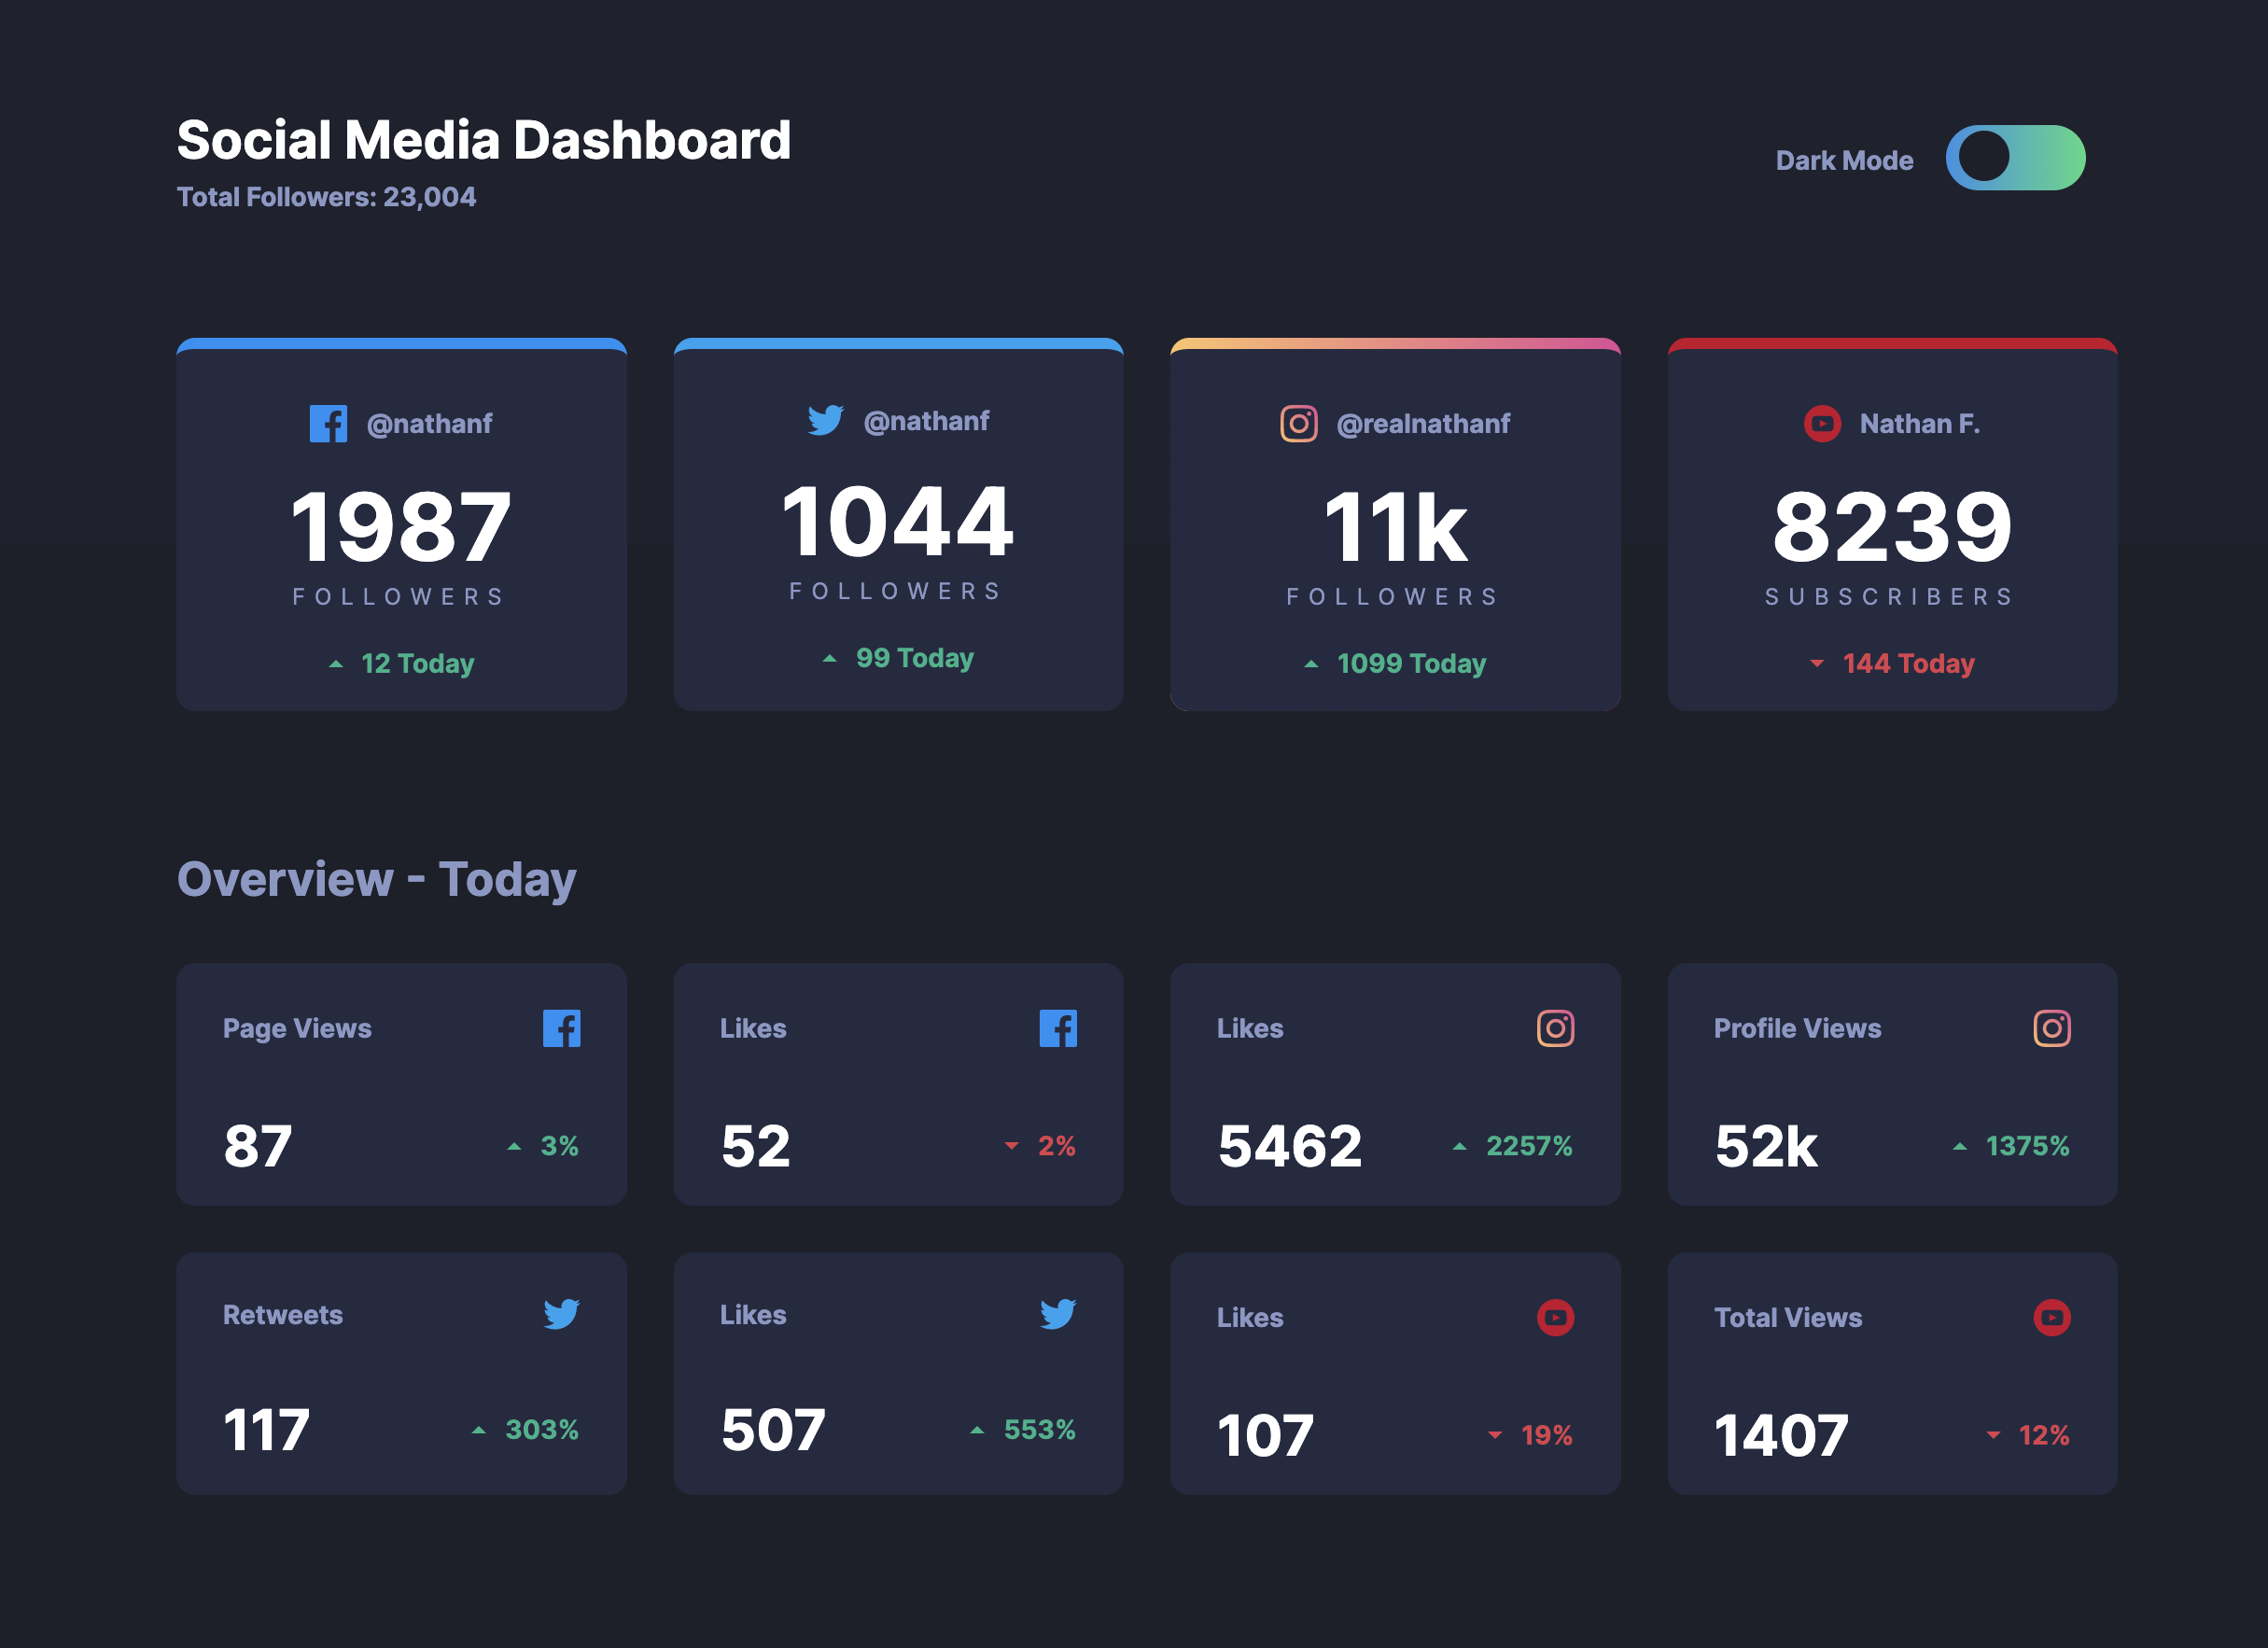 Social Media Dashboard
Total Followers: 23,004
Dark Mode
@nathanf
1987
FOLLOWERS
12 Today
@nathanf
1044
FOLLOWERS
99 Today
@realnathanf
11k
FOLLOWERS
1099 Today
Nathan F.
8239
SUBSCRIBERS
144 Today
Overview - Today
Page Views
87
3%
Likes
52
2%
Likes
5462
2257%
Profile Views
52k
1375%
Retweets
117
303%
Likes
507
553%
Likes
107
19%
Total Views
1407
12%